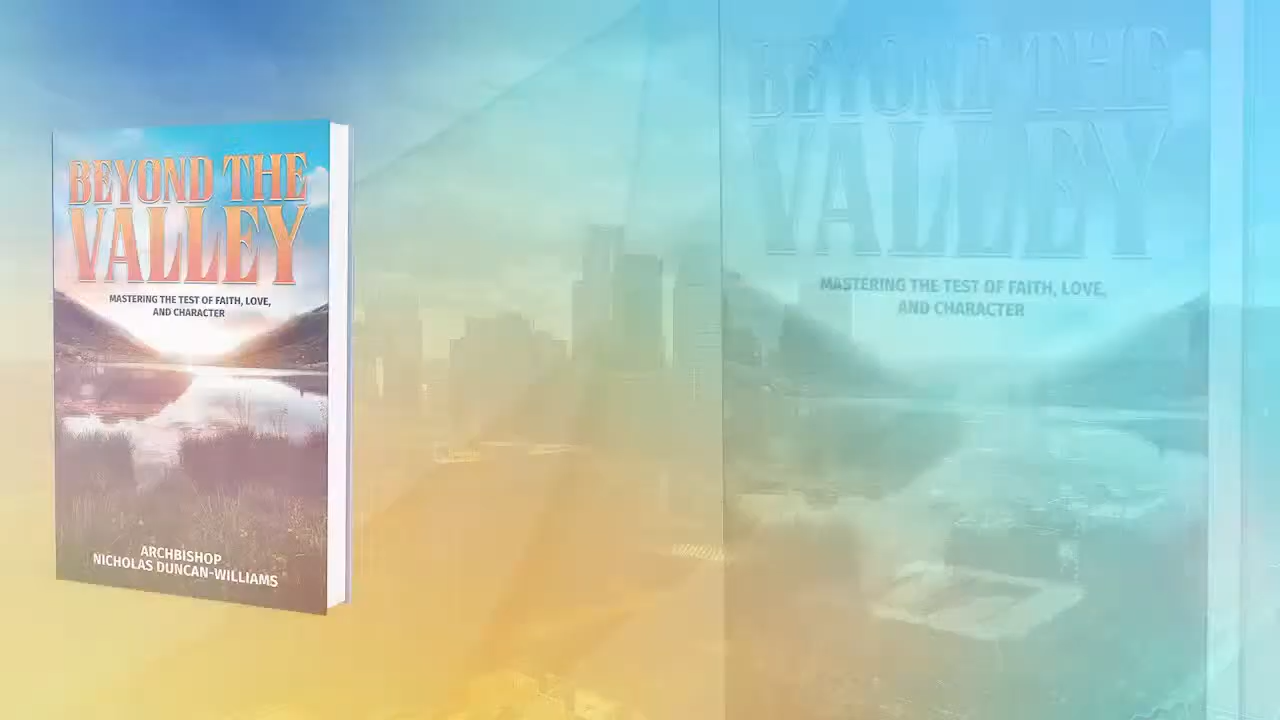 BEYOND THE
VALLEY
MASTERING THE TEST OF FAITH, LOVE,
AND CHARACTER
ARCHBISHOP
NICHOLAS DUNCAN-WILLIAMS
BEYOND THE
VALLEY
MASTERING THE TEST OF FAITH, LOVE,
AND CHARACTER